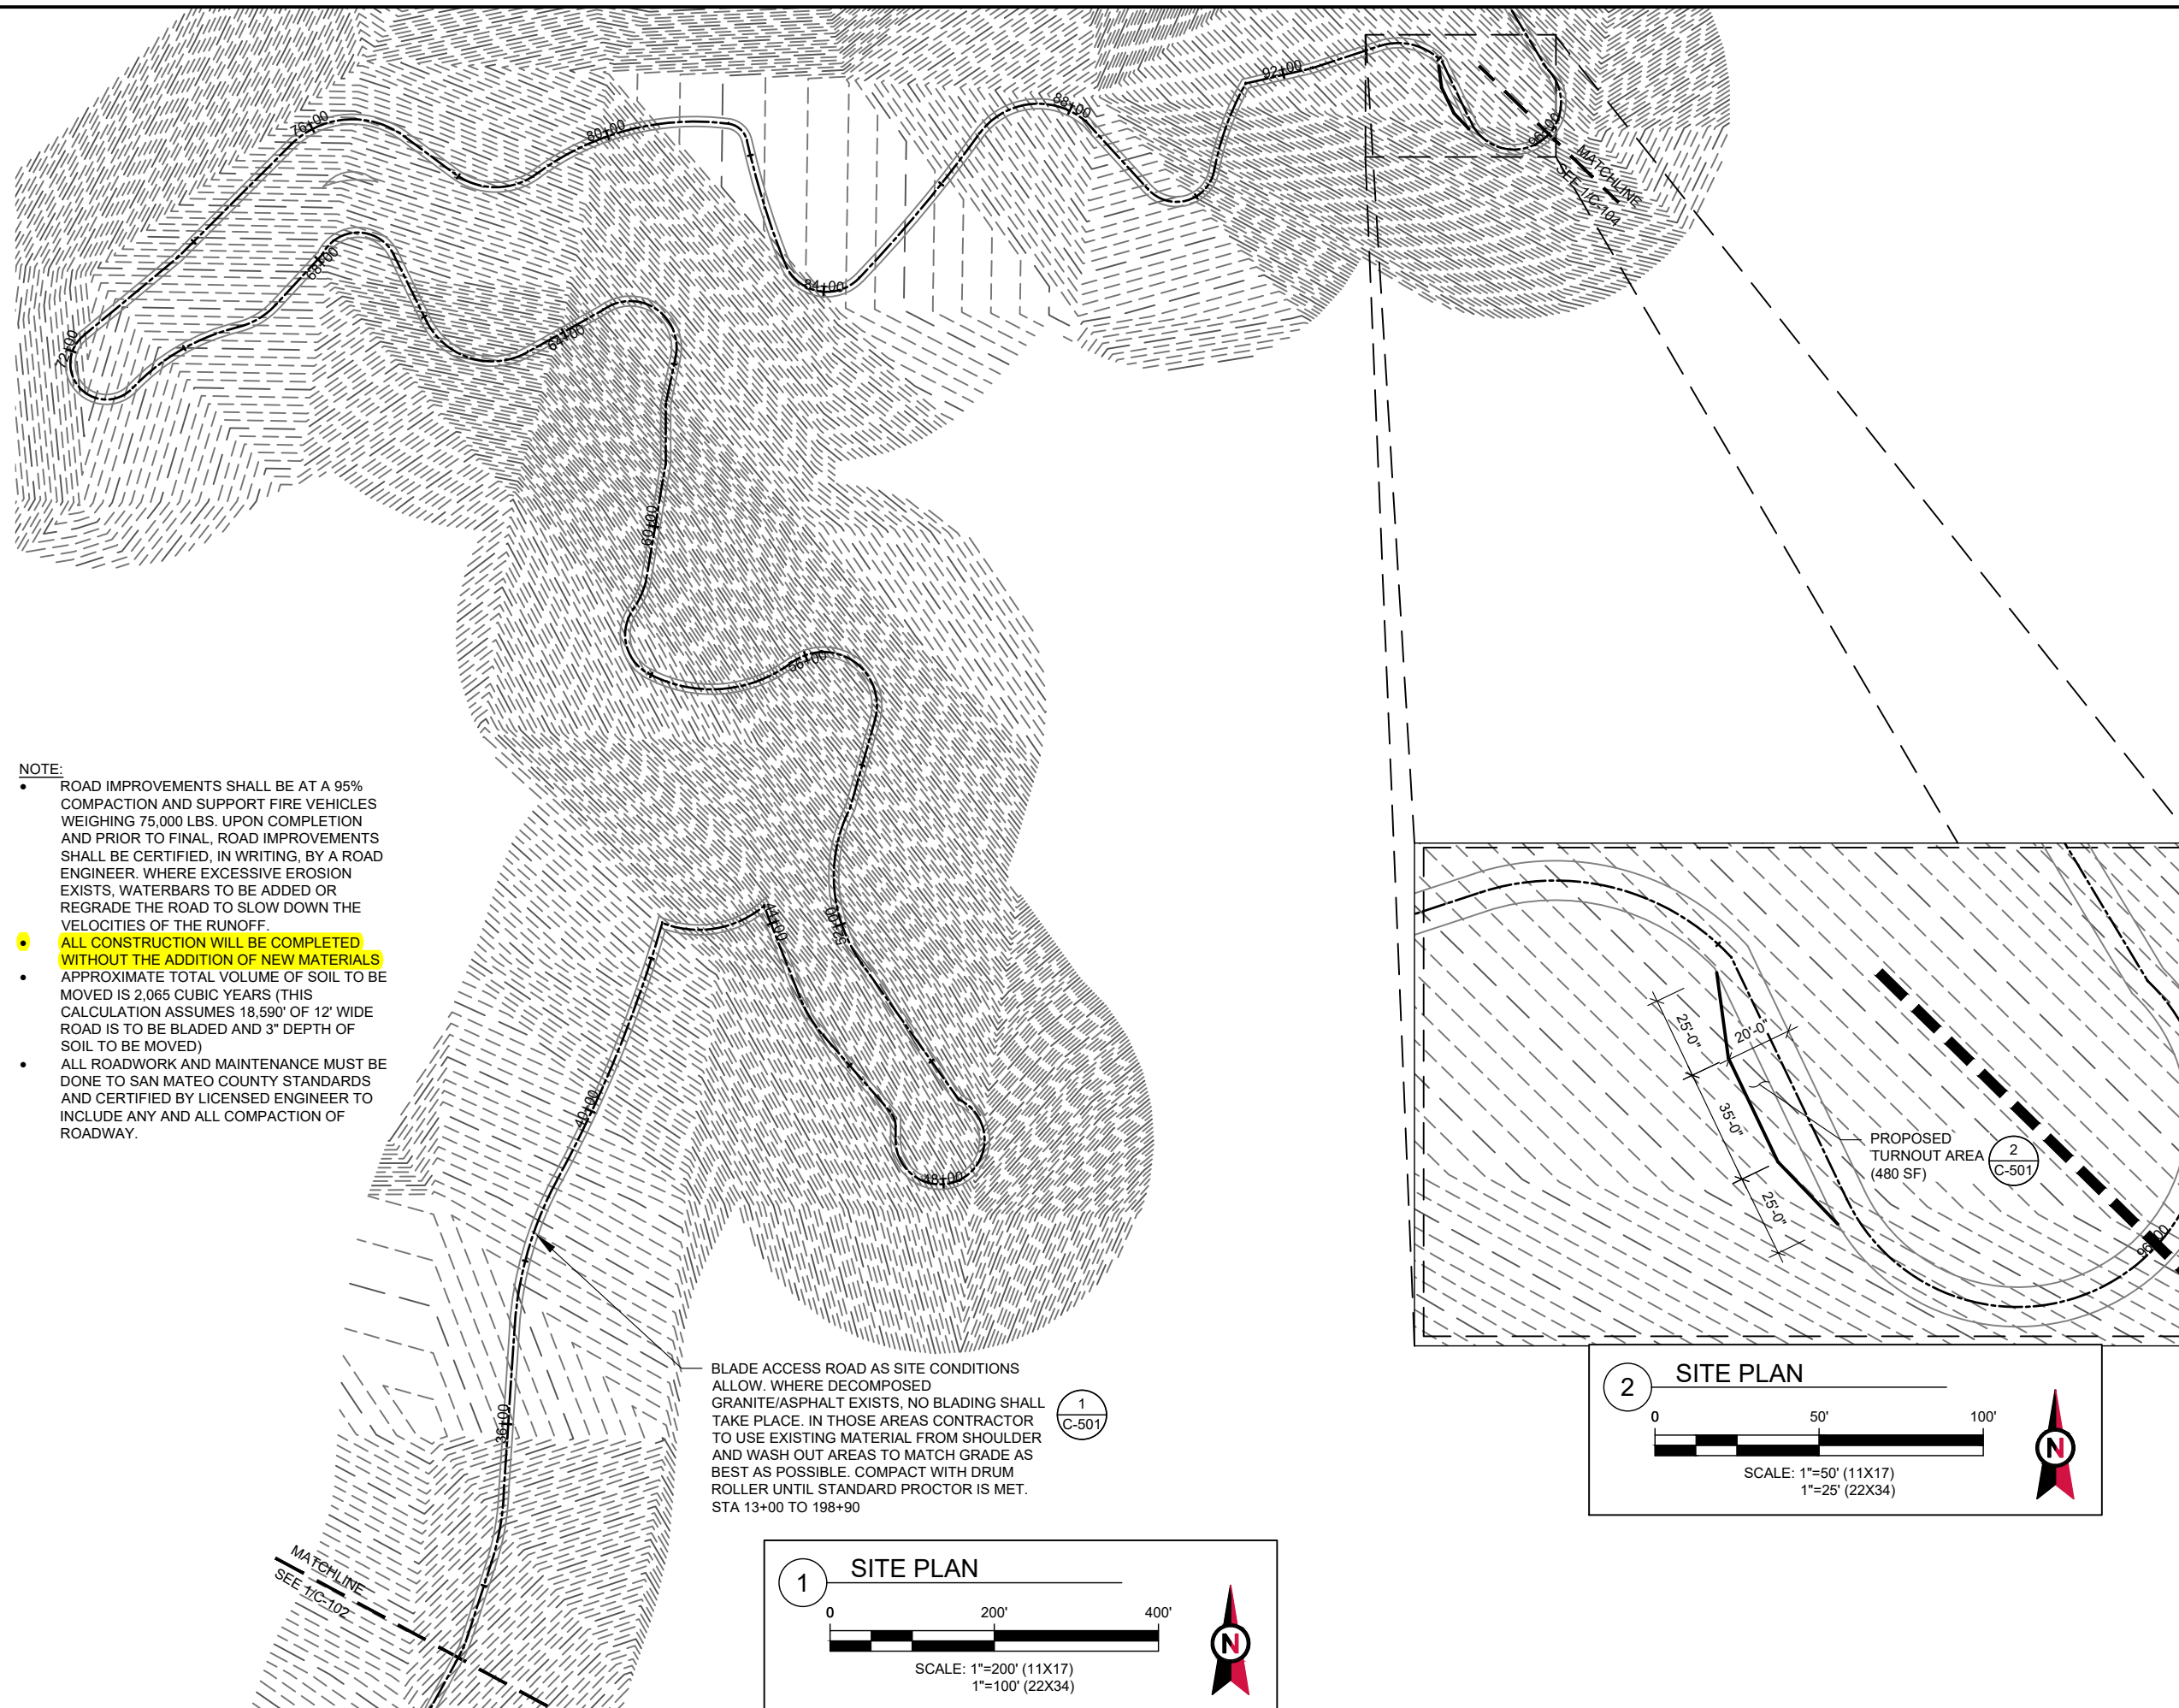 76+00
80+00
88+00
92+00
96+00
MATCHLINE
SEE 1/C-104
68+00
84+00
64+00
72+00
60+00
56+00
NOTE:
• ROAD IMPROVEMENTS SHALL BE AT A 95%
COMPACTION AND SUPPORT FIRE VEHICLES
WEIGHING 75,000 LBS. UPON COMPLETION
AND PRIOR TO FINAL, ROAD IMPROVEMENTS
SHALL BE CERTIFIED, IN WRITING, BY A ROAD
ENGINEER. WHERE EXCESSIVE EROSION
EXISTS, WATERBARS TO BE ADDED OR
REGRADE THE ROAD TO SLOW DOWN THE
VELOCITIES OF THE RUNOFF.
• ALL CONSTRUCTION WILL BE COMPLETED
WITHOUT THE ADDITION OF NEW MATERIALS
• APPROXIMATE TOTAL VOLUME OF SOIL TO BE
MOVED IS 2,065 CUBIC YEARS (THIS
CALCULATION ASSUMES 18,590' OF 12' WIDE
ROAD IS TO BE BLADED AND 3" DEPTH OF
SOIL TO BE MOVED)
• ALL ROADWORK AND MAINTENANCE MUST BE
DONE TO SAN MATEO COUNTY STANDARDS
AND CERTIFIED BY LICENSED ENGINEER TO
INCLUDE ANY AND ALL COMPACTION OF
ROADWAY.
44+00
52+00
40+00
48+00
36+00
25'-0"
20'-0"
35'-0"
25'-0"
PROPOSED
TURNOUT AREA
(480 SF)
2
C-501
96+00
BLADE ACCESS ROAD AS SITE CONDITIONS
ALLOW. WHERE DECOMPOSED
GRANITE/ASPHALT EXISTS, NO BLADING SHALL
TAKE PLACE. IN THOSE AREAS CONTRACTOR
TO USE EXISTING MATERIAL FROM SHOULDER
AND WASH OUT AREAS TO MATCH GRADE AS
BEST AS POSSIBLE. COMPACT WITH DRUM
ROLLER UNTIL STANDARD PROCTOR IS MET.
STA 13+00 TO 198+90
1
C-501
2 SITE PLAN
0 50' 100'
SCALE: 1"=50' (11X17)
1"=25' (22X34)
N
MATCHLINE
SEE 1/C-102
1 SITE PLAN
0 200' 400'
SCALE: 1"=200' (11X17)
1"=100' (22X34)
N